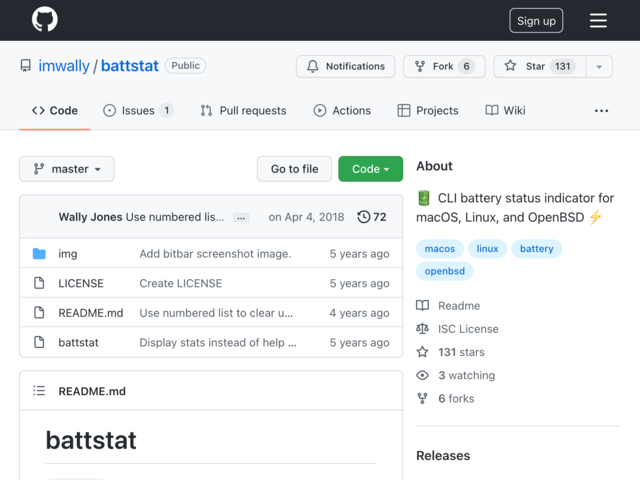 Sign up
imwally / battstat Public
Notifications Fork 6 Star 131
Code Issues 1 Pull requests Actions Projects Wiki ...
master Go to file Code
Wally Jones Use numbered lis... ... on Apr 4, 2018 72
img Add bitbar screenshot image. 5 years ago
LICENSE Create LICENSE 5 years ago
README.md Use numbered list to clear u... 4 years ago
battstat Display stats instead of help ... 5 years ago
README.md
battstat
About
CLI battery status indicator for
macOS, Linux, and OpenBSD ⚡
macos linux battery
openbsd
Readme
ISC License
131 stars
3 watching
6 forks
Releases